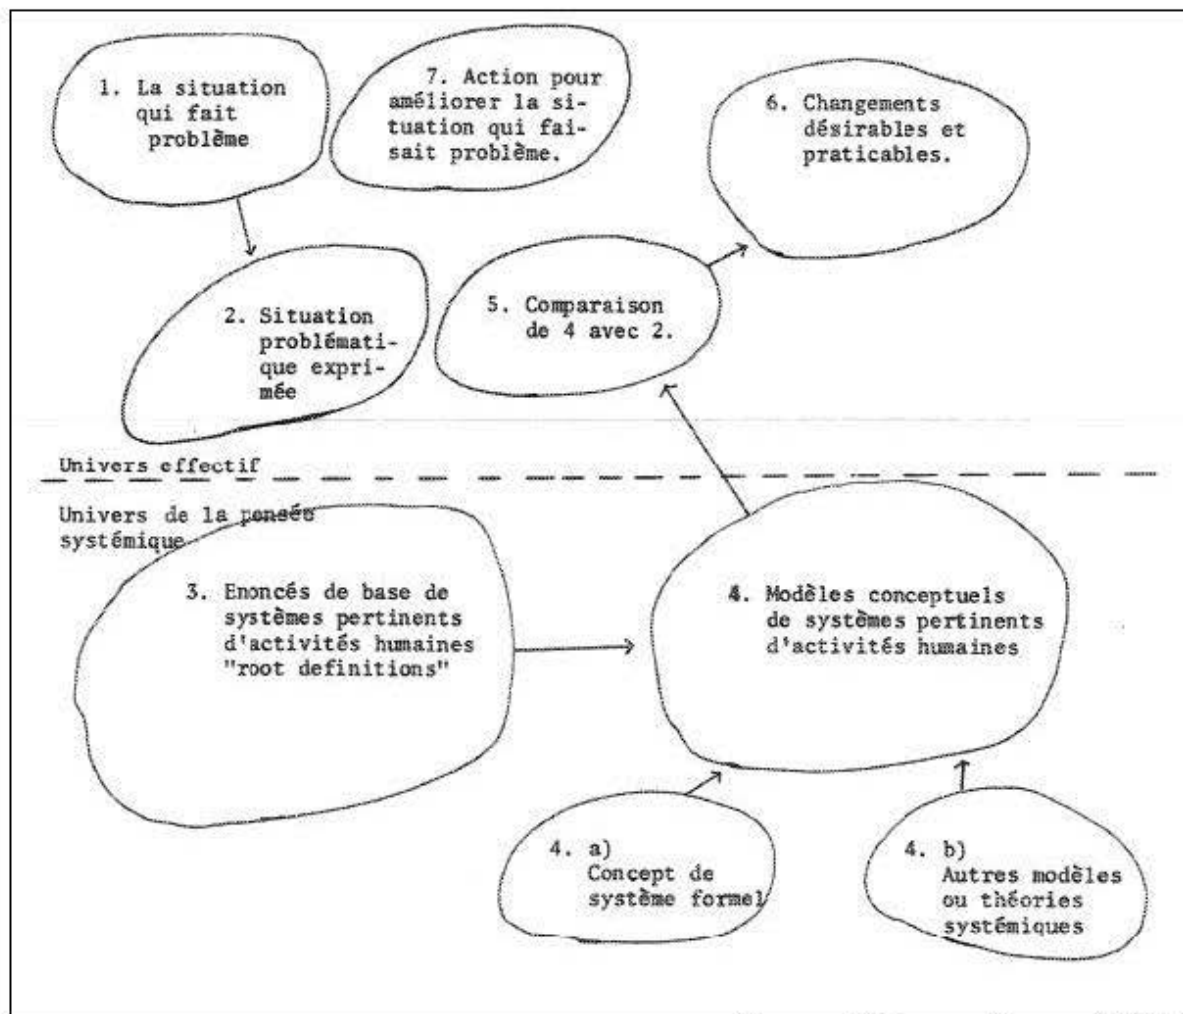 1. La situation
qui fait
problème
7. Action pour
améliorer la si-
tuation qui fai-
sait problème.
6. Changements
désirables et
praticables.
2. Situation
problémati-
que expri-
mée
5. Comparaison
de 4 avec 2.
Univers effectif
Univers de la pensée
systémique
3. Enoncés de base de
systèmes pertinents
d'activités humaines
"root definitions"
4. Modèles conceptuels
de systèmes pertinents
d'activités humaines
4. a)
Concept de
système formel
4. b)
Autres modèles
ou théories
systémiques